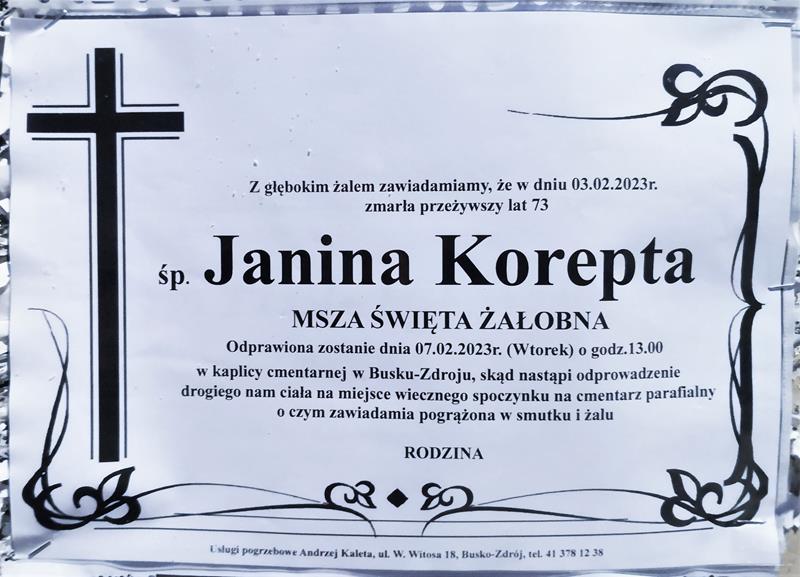 Z głębokim żalem zawiadamiamy, że w dniu 03.02.2023r.
zmarła przeżywszy lat 73
śp. Janina Korepta
MSZA ŚWIĘTA ŻAŁOBNA
Odprawiona zostanie dnia 07.02.2023r. (Wtorek) o godz.13.00
w kaplicy cmentarnej w Busku-Zdroju, skąd nastąpi odprowadzenie
drogiego nam ciała na miejsce wiecznego spoczynku na cmentarz parafialny
o czym zawiadamia pogrążona w smutku i żalu
RODZINA
Usługi pogrzebowe Andrzej Kaleta, ul. W. Witosa 18, Busko-Zdrój, tel. 41 378 12 38